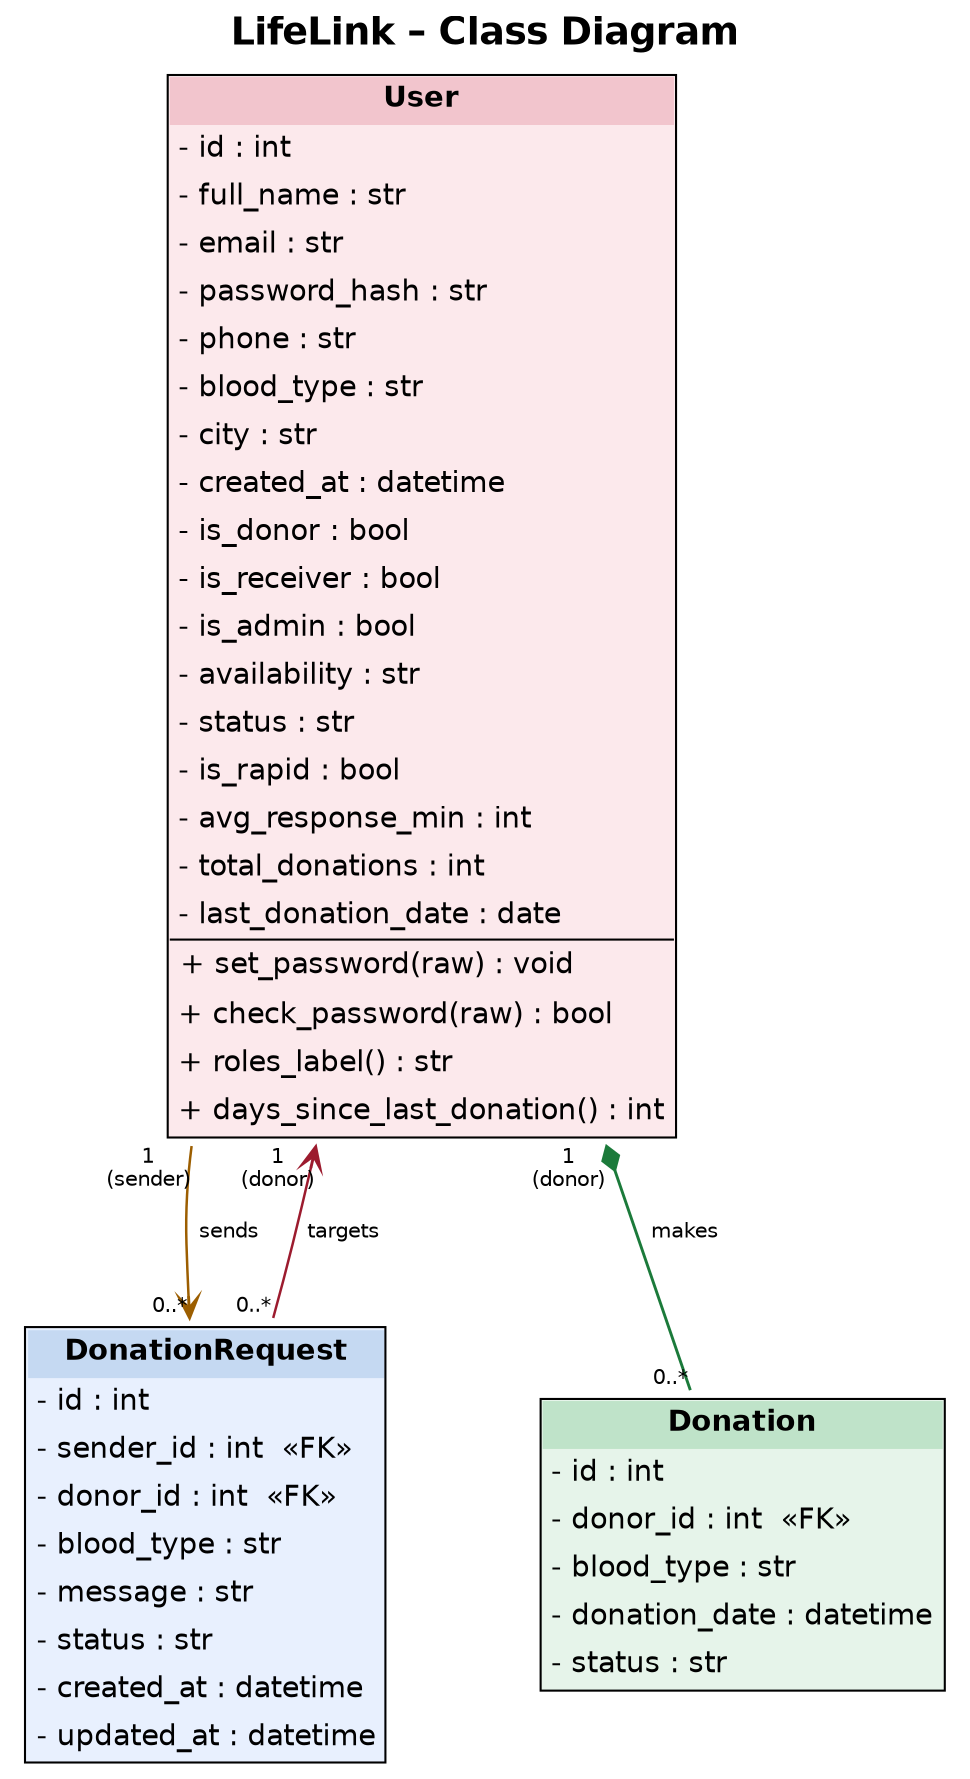 LifeLink – Class Diagram
User
- id : int
- full_name : str
- email : str
- password_hash : str
- phone : str
- blood_type : str
- city : str
- created_at : datetime
- is_donor : bool
- is_receiver : bool
- is_admin : bool
- availability : str
- status : str
- is_rapid : bool
- avg_response_min : int
- total_donations : int
- last_donation_date : date
+ set_password(raw) : void
+ check_password(raw) : bool
+ roles_label() : str
+ days_since_last_donation() : int
1
(sender)
1
(donor)
1
(donor)
sends
targets
makes
0..*
0..*
0..*
DonationRequest
- id : int
- sender_id : int «FK»
- donor_id : int «FK»
- blood_type : str
- message : str
- status : str
- created_at : datetime
- updated_at : datetime
Donation
- id : int
- donor_id : int «FK»
- blood_type : str
- donation_date : datetime
- status : str